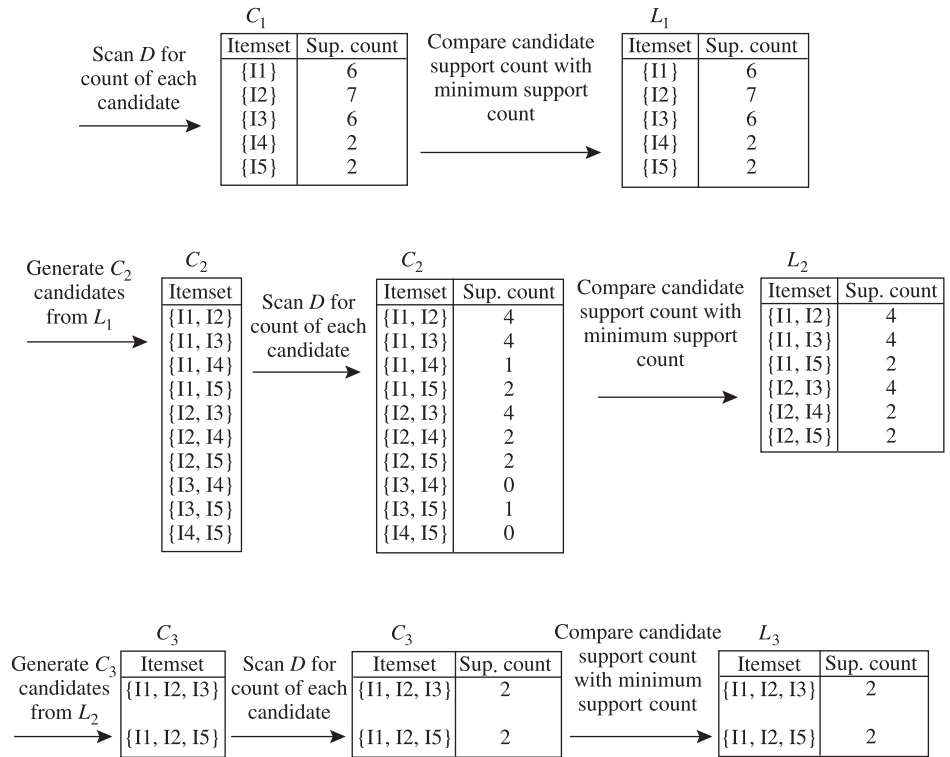 Scan D for
count of each
candidate
C1
Itemset Sup. count
{I1} 6
{I2} 7
{I3} 6
{I4} 2
{I5} 2
Compare candidate
support count with
minimum support
count
L1
Itemset Sup. count
{I1} 6
{I2} 7
{I3} 6
{I4} 2
{I5} 2
Generate C2
candidates
from L1
C2
Itemset
{I1, I2}
{I1, I3}
{I1, I4}
{I1, I5}
{I2, I3}
{I2, I4}
{I2, I5}
{I3, I4}
{I3, I5}
{I4, I5}
Scan D for
count of each
candidate
C2
Itemset Sup. count
{I1, I2} 4
{I1, I3} 4
{I1, I4} 1
{I1, I5} 2
{I2, I3} 4
{I2, I4} 2
{I2, I5} 2
{I3, I4} 0
{I3, I5} 1
{I4, I5} 0
Compare candidate
support count with
minimum support
count
L2
Itemset Sup. count
{I1, I2} 4
{I1, I3} 4
{I1, I5} 2
{I2, I3} 4
{I2, I4} 2
{I2, I5} 2
Generate C3
candidates
from L2
C3
Itemset
{I1, I2, I3}
{I1, I2, I5}
Scan D for
count of each
candidate
C3
Itemset Sup. count
{I1, I2, I3} 2
{I1, I2, I5} 2
Compare candidate
support count
with minimum
support count
L3
Itemset Sup. count
{I1, I2, I3} 2
{I1, I2, I5} 2